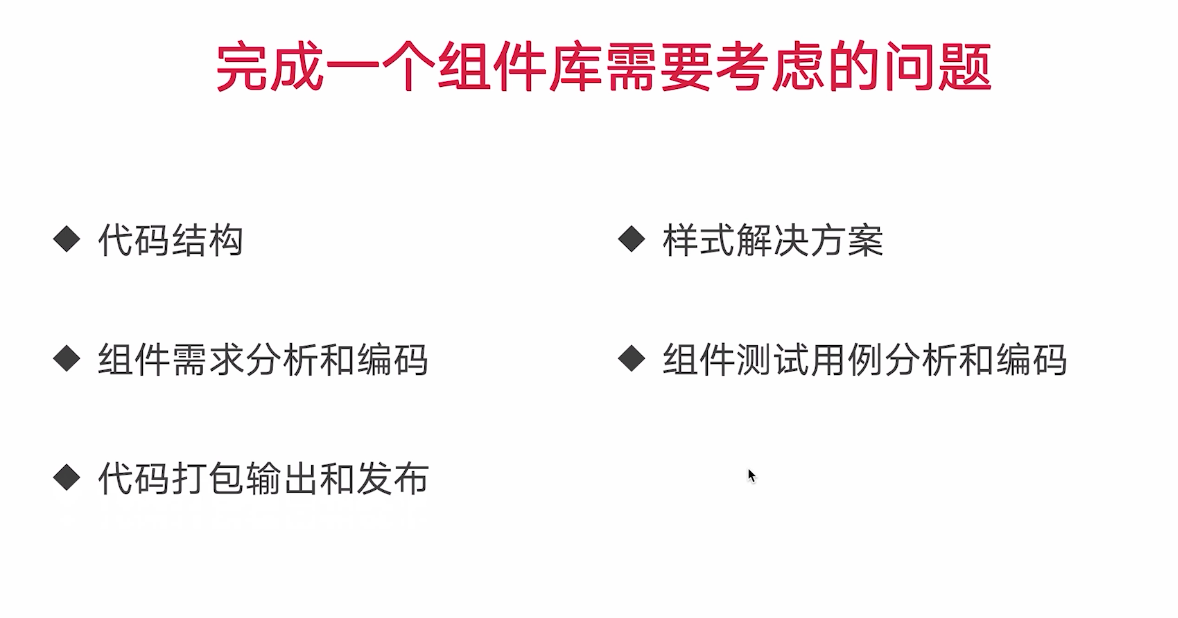 完成一个组件库需要考虑的问题
◆ 代码结构
◆ 样式解决方案
◆ 组件需求分析和编码
◆ 组件测试用例分析和编码
◆ 代码打包输出和发布